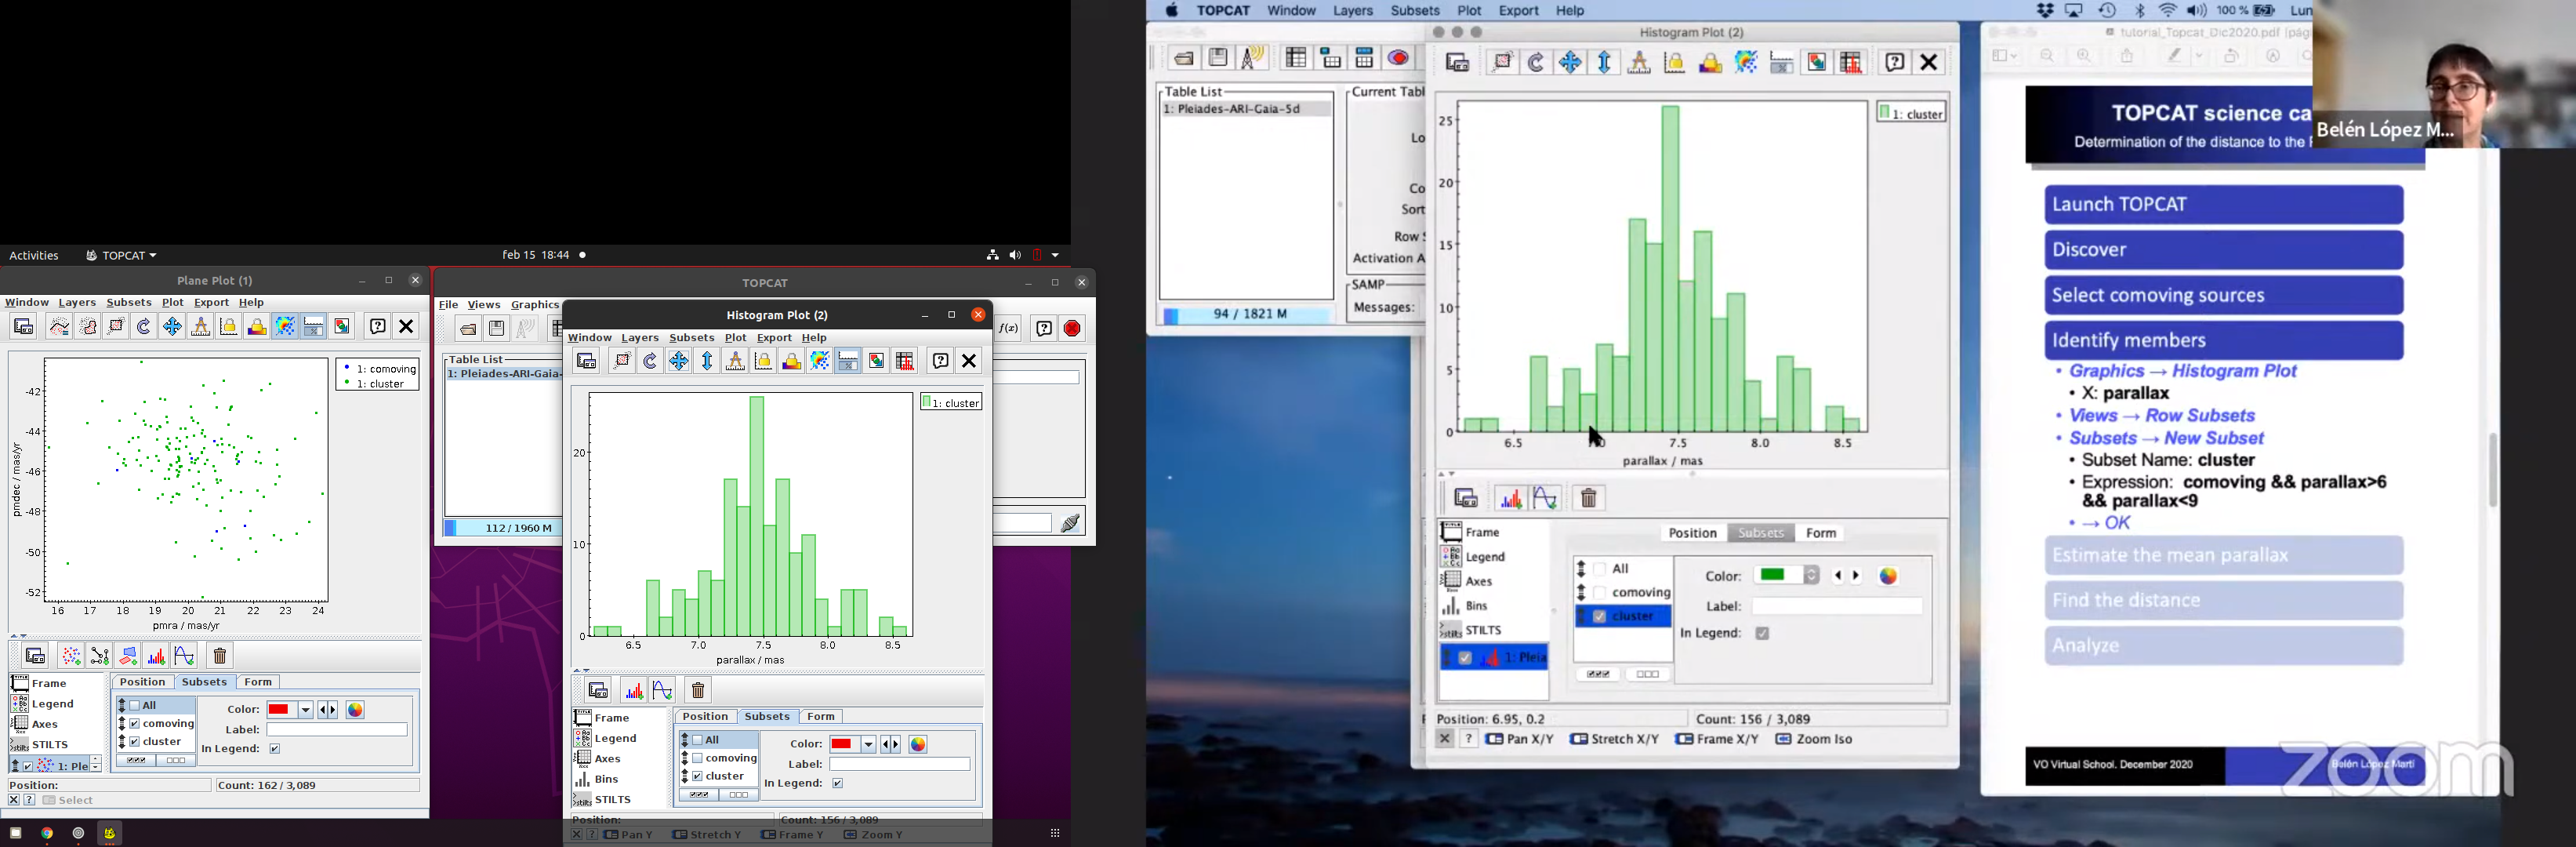 Activities
TOPCAT
feb 15 18:44
Plane Plot (1)
Window Layers Subsets Plot Export Help
1: comoving
1: cluster
-42
-44
-46
-48
-50
-52
pmdec / mas/yr
16 17 18 19 20 21 22 23 24
pmra / mas/yr
Frame
Legend
Axes
STILTS
1: Ple
Position Subsets Form
All
comoving
cluster
Color:
Label:
In Legend:
Position:
Count: 162 / 3,089
Select
TOPCAT
File Views Graphics
Table List
1: Pleiades-ARI-Gaia-
112 / 1960 M
f(x)
Histogram Plot (2)
Window Layers Subsets Plot Export Help
1: cluster
20
10
0
6.5 7.0 7.5 8.0 8.5
parallax / mas
Frame
Legend
Axes
Bins
STILTS
Position Subsets Form
All
comoving
cluster
Color:
Label:
In Legend:
Position:
Count: 156 / 3,089
Pan Y Stretch Y Frame Y Zoom Y
TOPCAT Window Layers Subsets Plot Export Help
100 %
Lun
Table List
1: Pleiades-ARI-Gaia-5d
94 / 1821 M
Current Tabl
Lo
Co
Sort
Row S
Activation A
SAMP
Messages:
Histogram Plot (2)
1: cluster
25
20
15
10
5
0
6.5 7.5 8.0 8.5
parallax / mas
Frame
Legend
Axes
Bins
STILTS
1: Pleia
Position Subsets Form
All
comoving
cluster
Color:
Label:
In Legend:
Position: 6.95, 0.2
Count: 156 / 3,089
Pan X/Y Stretch X/Y Frame X/Y Zoom Iso
tutorial_Topcat_Dic2020.pdf (pág
TOPCAT science ca
Determination of the distance to the
Belén López M...
Launch TOPCAT
Discover
Select comoving sources
Identify members
• Graphics → Histogram Plot
• X: parallax
• Views → Row Subsets
• Subsets → New Subset
• Subset Name: cluster
• Expression: comoving && parallax>6
&& parallax<9
• → OK
Estimate the mean parallax
Find the distance
Analyze
VO Virtual School. December 2020
Belén López Martí
zoom